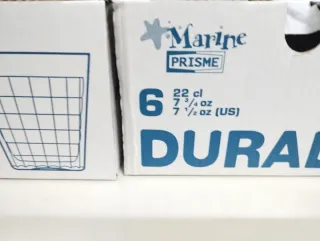 Marine
PRISME
6 22 cl
7 3/4 oz
7 1/2 oz (US)
DURAL